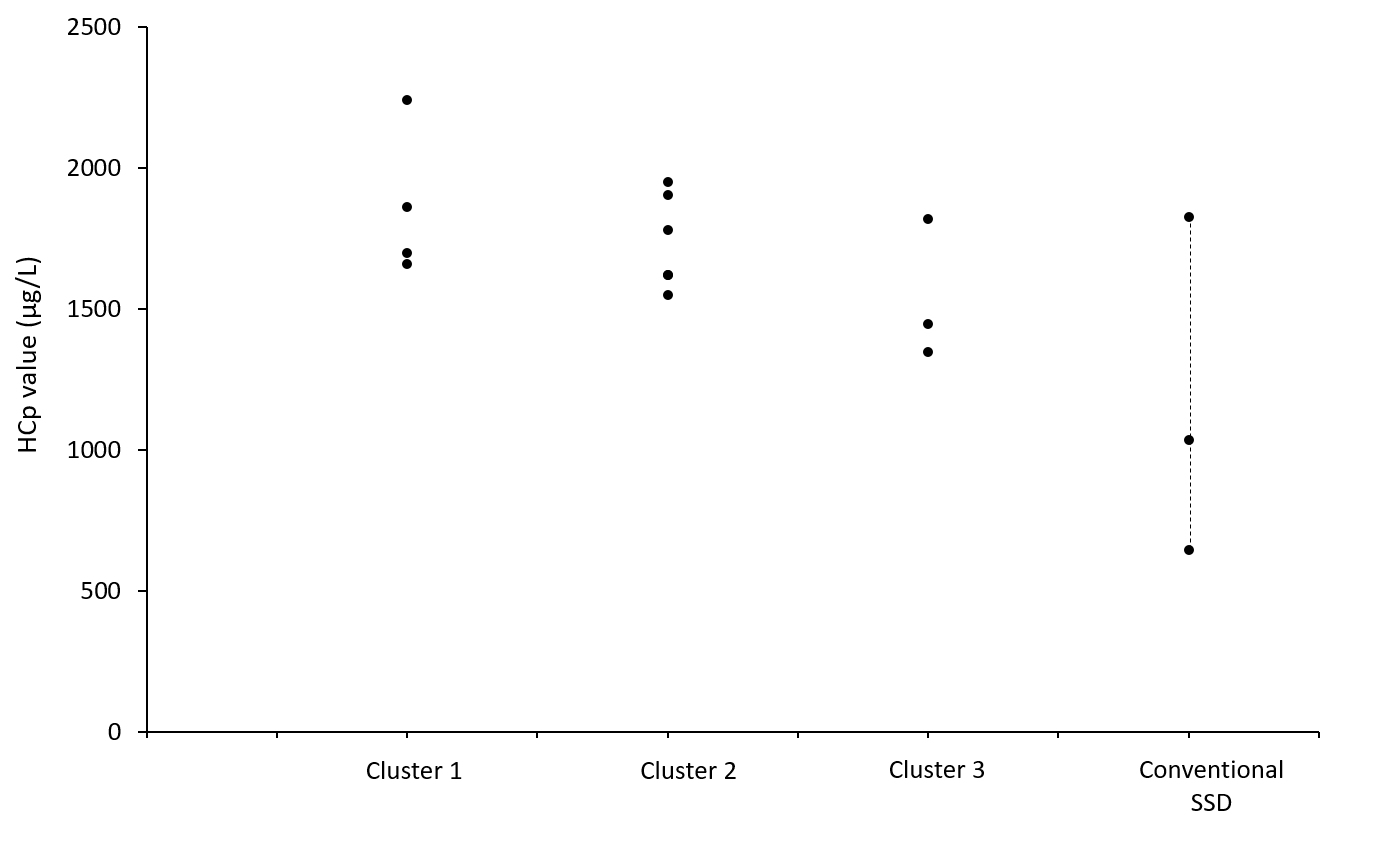 2500
2000
1500
1000
500
0
HCp value (µg/L)
Cluster 1
Cluster 2
Cluster 3
Conventional
SSD